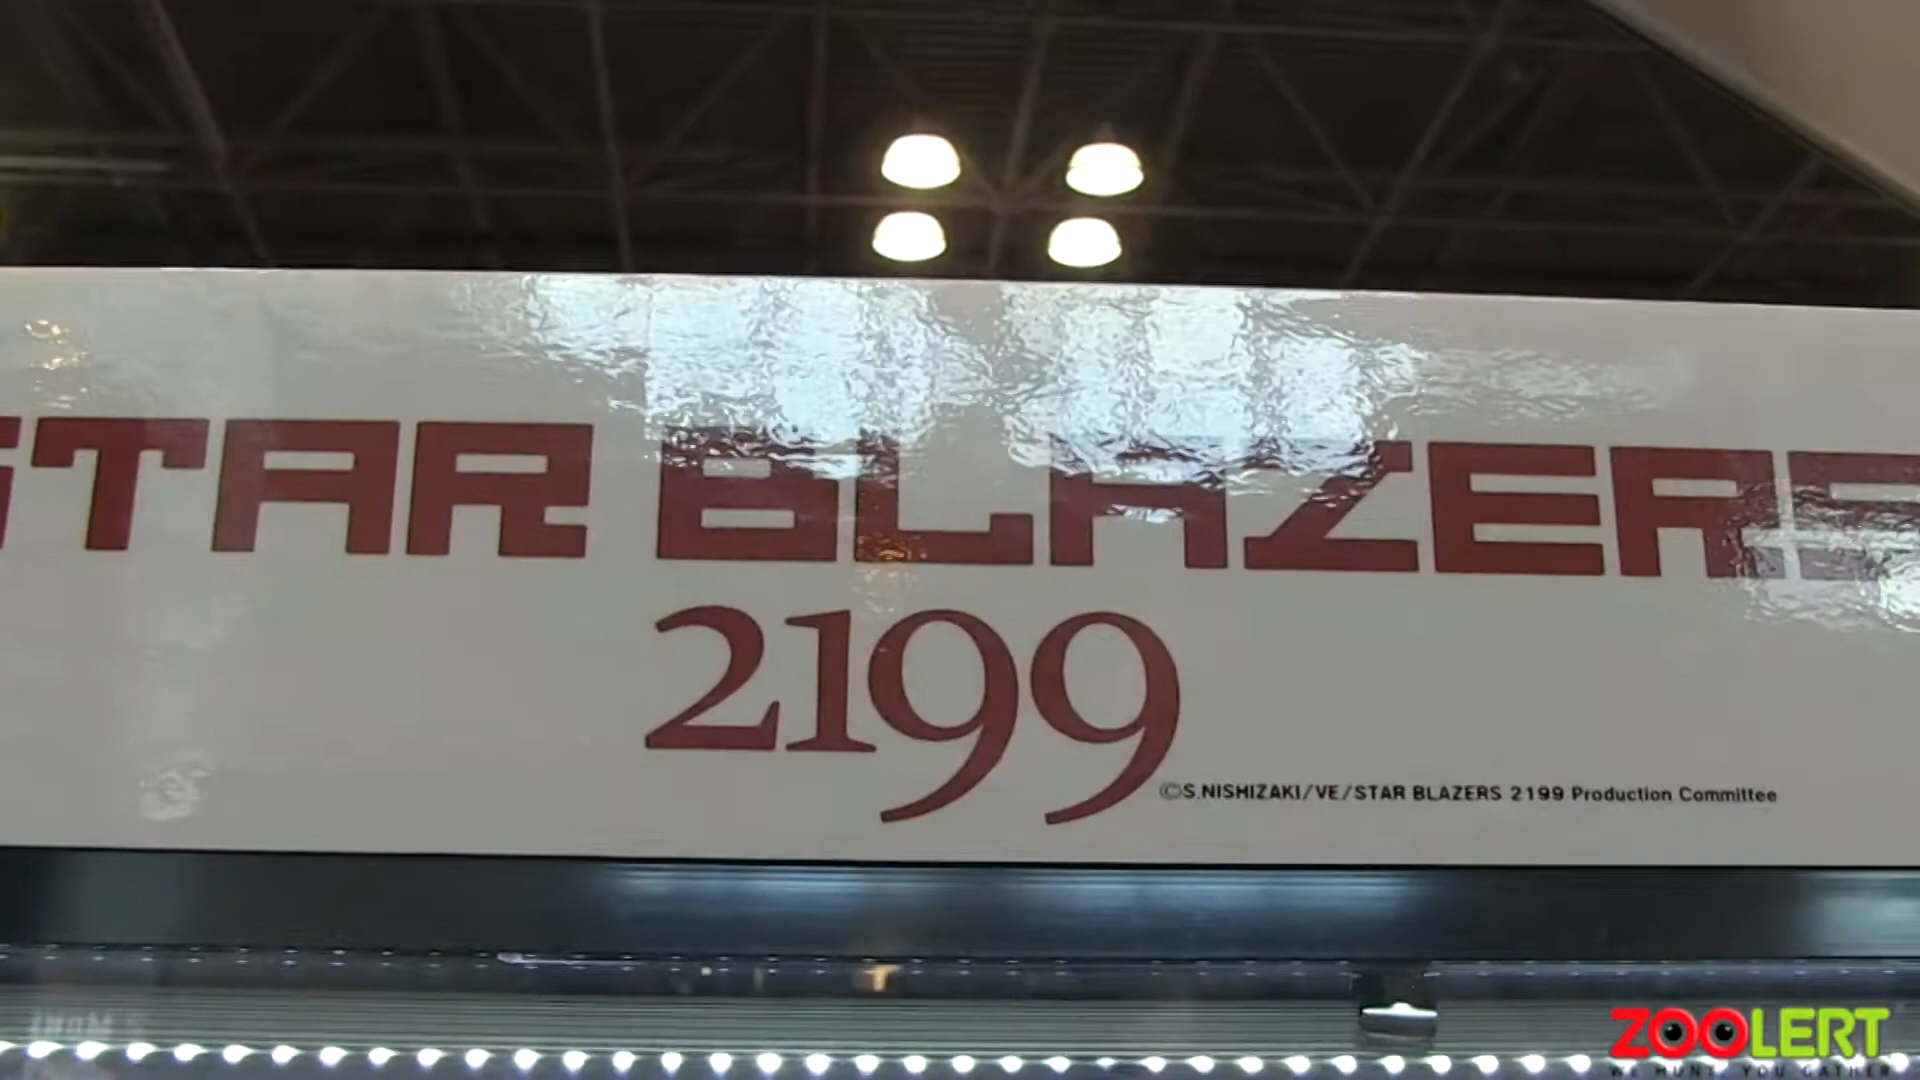 STAR BLAZERS
2199
©S.NISHIZAKI/VE/STAR BLAZERS 2199 Production Committee
ZOOLERT
WE HUNT, YOU GATHER